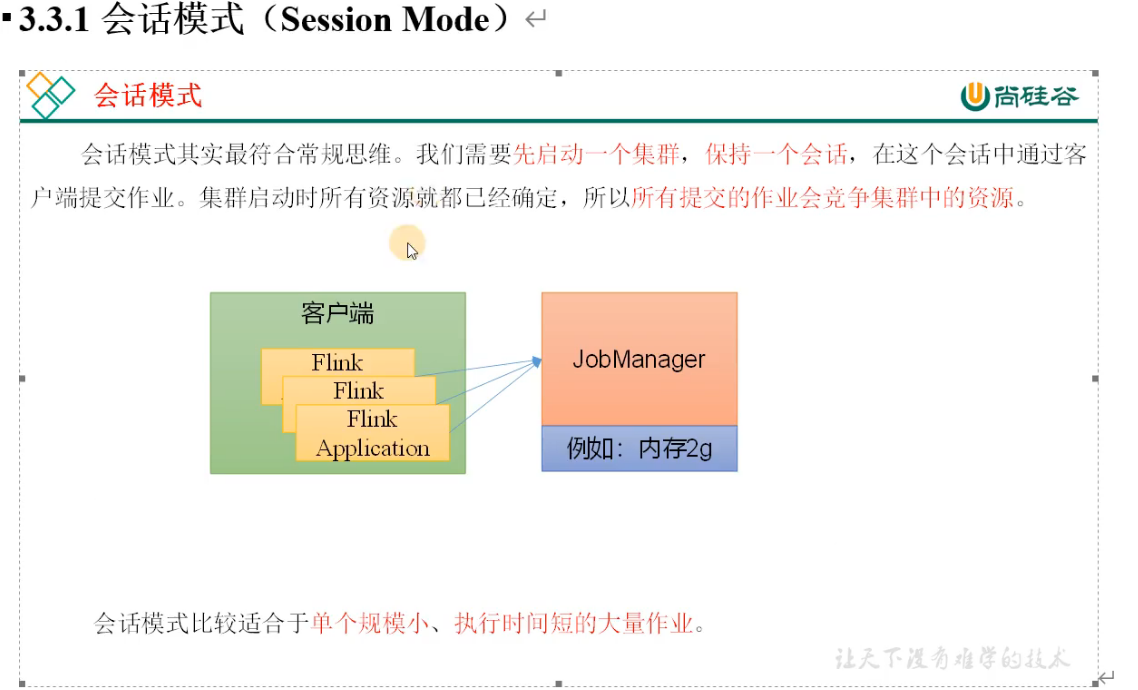 3.3.1 会话模式（Session Mode）
会话模式
尚硅谷
会话模式其实最符合常规思维。我们需要先启动一个集群，保持一个会话，在这个会话中通过客
户端提交作业。集群启动时所有资源就都已经确定，所以所有提交的作业会竞争集群中的资源。
客户端
Flink
Flink
Flink
Application
JobManager
例如：内存2g
会话模式比较适合于单个规模小、执行时间短的大量作业。
让天下没有难学的技术